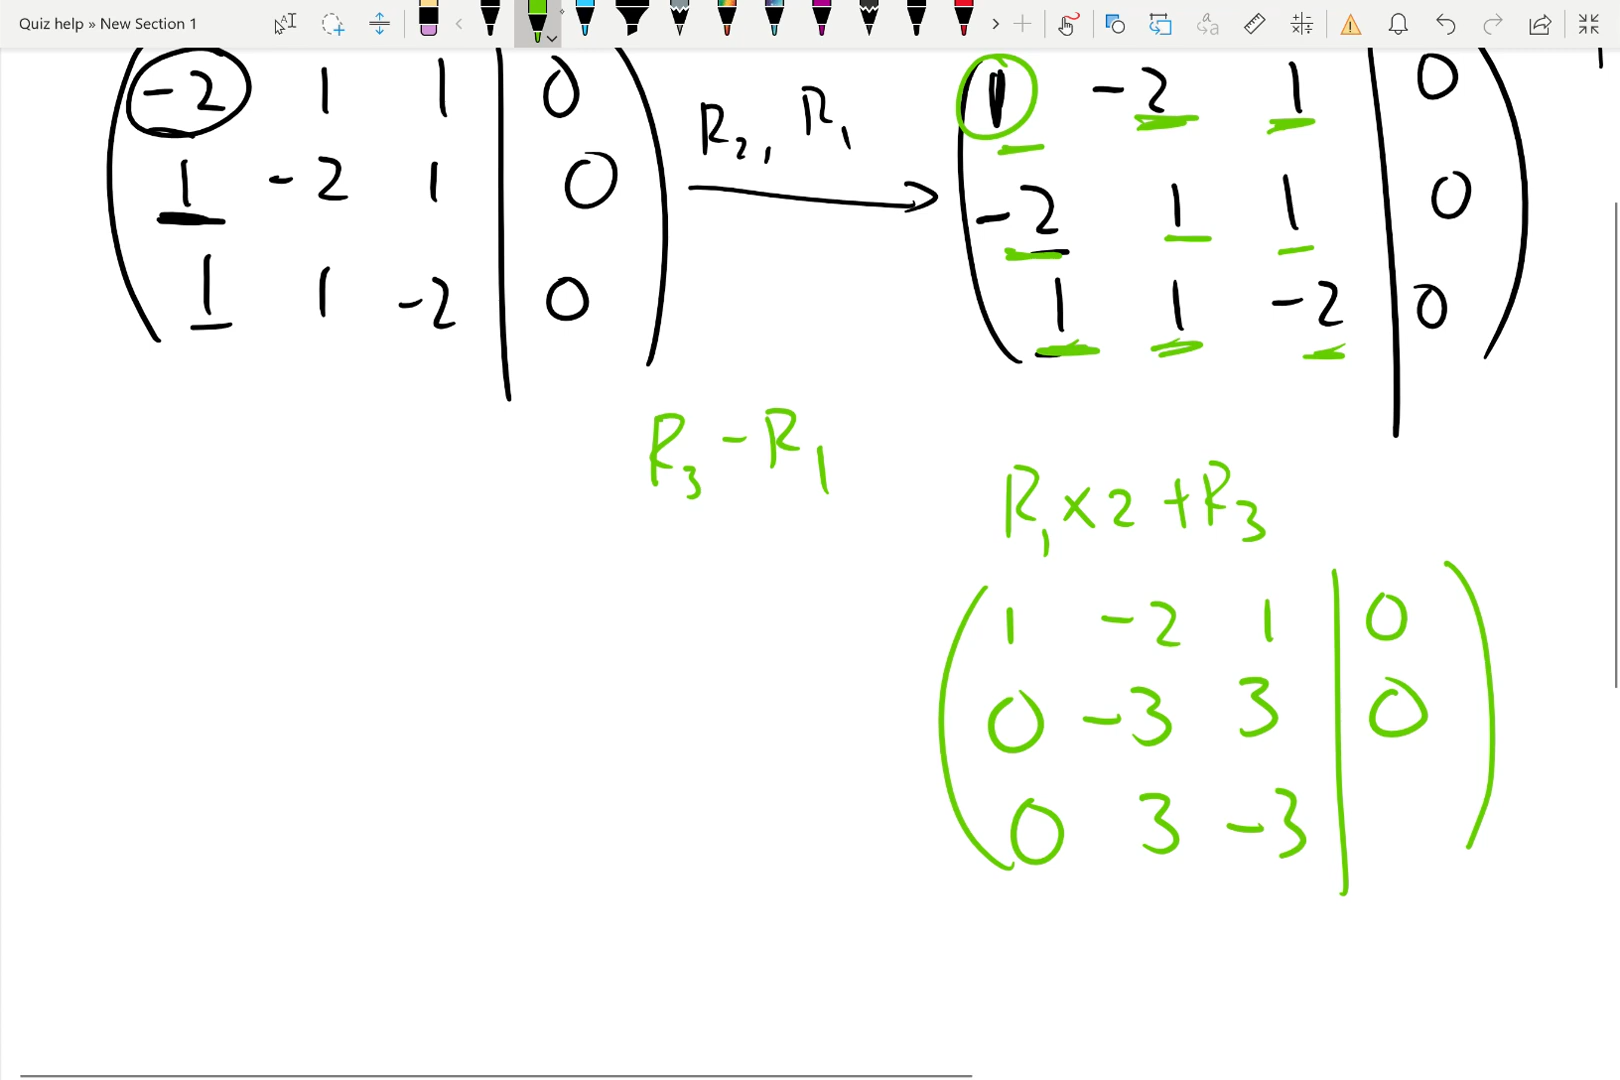 Quiz help » New Section 1
-2 1 1 0
1 -2 1 0
1 1 -2 0
R₂, R₁
1 -2 1 0
-2 1 1 0
1 1 -2 0
R₃ - R₁
R₁ × 2 + R₃
1 -2 1 0
0 -3 3 0
0 3 -3